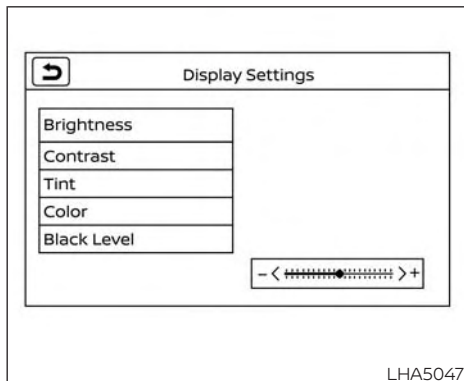 Display Settings
Brightness
Contrast
Tint
Color
Black Level
- < > +
LHA5047